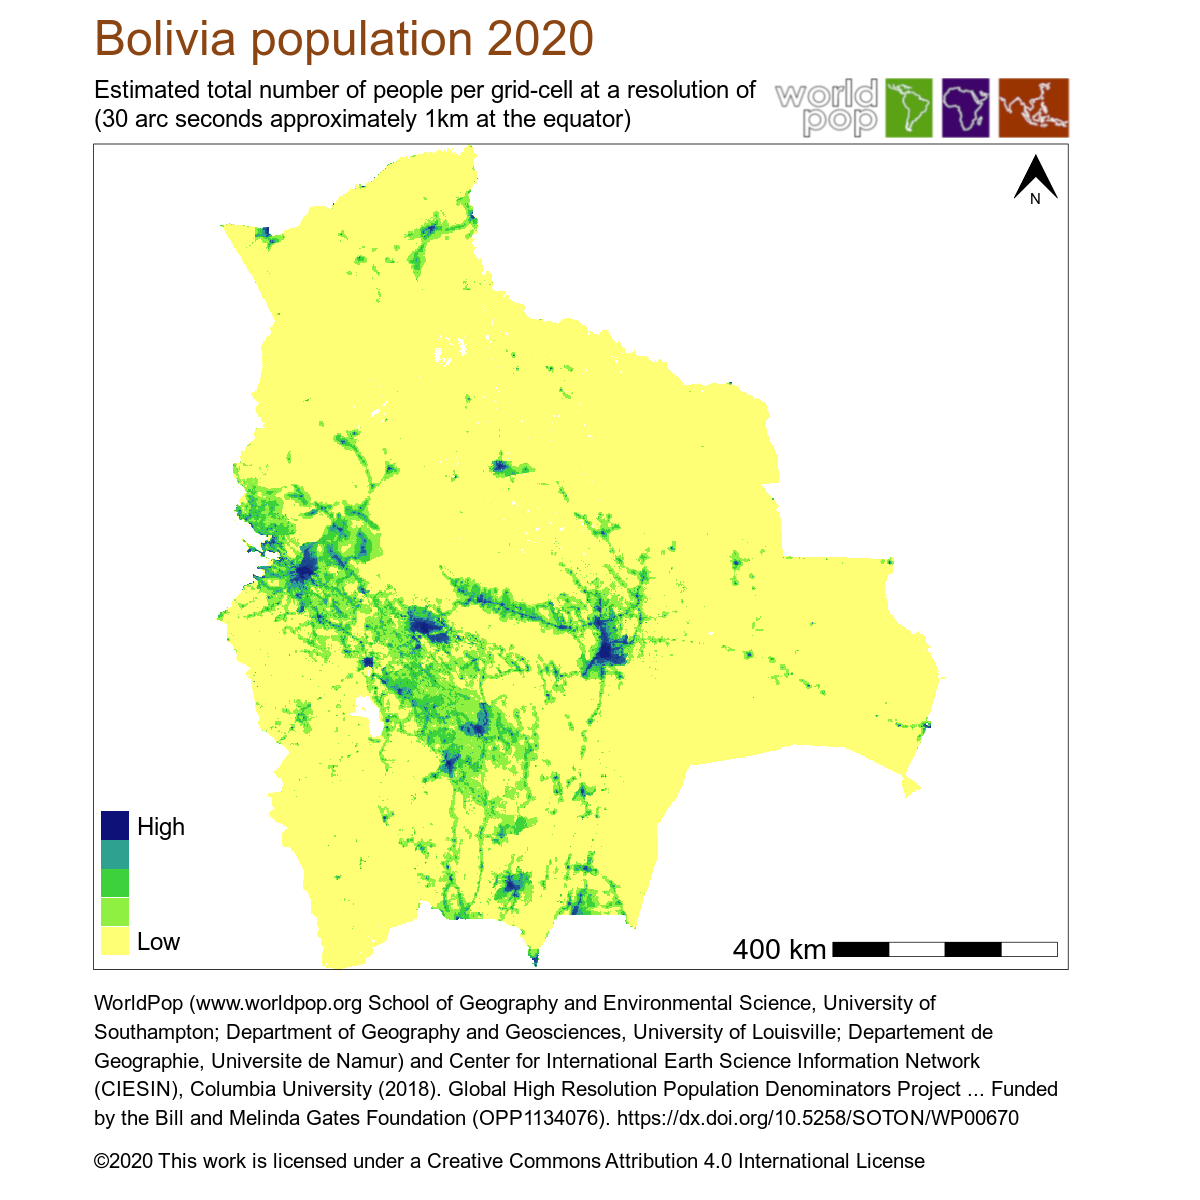 Bolivia population 2020
Estimated total number of people per grid-cell at a resolution of
(30 arc seconds approximately 1km at the equator)
world
pop
N
High
Low
400 km
WorldPop (www.worldpop.org School of Geography and Environmental Science, University of
Southampton; Department of Geography and Geosciences, University of Louisville; Departement de
Geographie, Universite de Namur) and Center for International Earth Science Information Network
(CIESIN), Columbia University (2018). Global High Resolution Population Denominators Project ... Funded
by the Bill and Melinda Gates Foundation (OPP1134076). https://dx.doi.org/10.5258/SOTON/WP00670
©2020 This work is licensed under a Creative Commons Attribution 4.0 International License